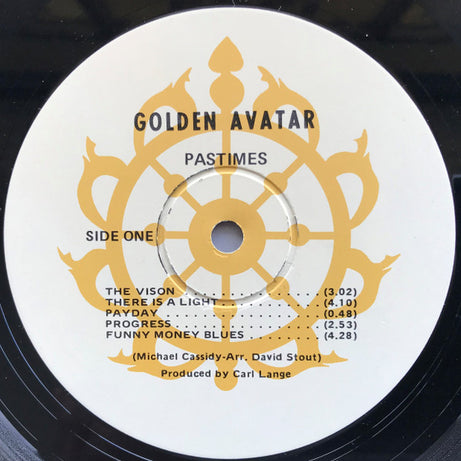 GOLDEN AVATAR
PASTIMES
SIDE ONE
THE VISON . . . . . . . . . . . . . . . . . (3.02)
THERE IS A LIGHT . . . . . . . . . . . . (4.10)
PAYDAY . . . . . . . . . . . . . . . . . . . (0.48)
PROGRESS . . . . . . . . . . . . . . . . . (2.53)
FUNNY MONEY BLUES . . . . . . . . . (4.28)
(Michael Cassidy-Arr. David Stout)
Produced by Carl Lange